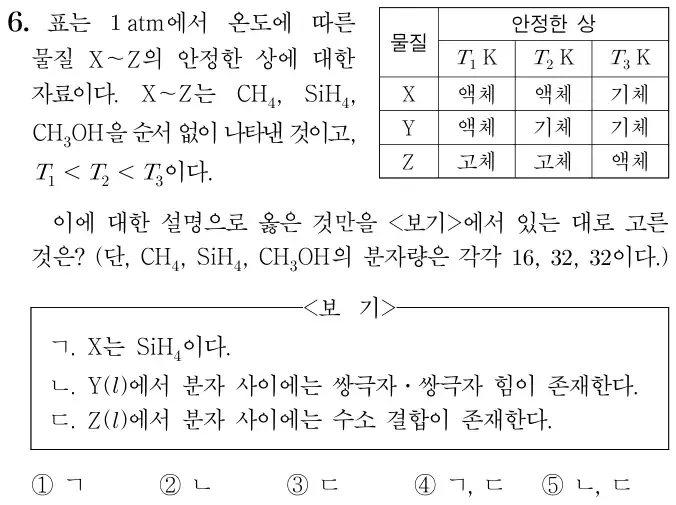 6. 표는 1 atm에서 온도에 따른
물질 X~Z의 안정한 상에 대한
자료이다. X~Z는 CH₄, SiH₄,
CH₃OH을 순서 없이 나타낸 것이고,
T₁ < T₂ < T₃이다.
물질 안정한 상
T₁ K T₂ K T₃ K
X 액체 액체 기체
Y 액체 기체 기체
Z 고체 고체 액체
이에 대한 설명으로 옳은 것만을 <보기>에서 있는 대로 고른
것은? (단, CH₄, SiH₄, CH₃OH의 분자량은 각각 16, 32, 32이다.)
<보 기>
ㄱ. X는 SiH₄이다.
ㄴ. Y(l)에서 분자 사이에는 쌍극자·쌍극자 힘이 존재한다.
ㄷ. Z(l)에서 분자 사이에는 수소 결합이 존재한다.
① ㄱ ② ㄴ ③ ㄷ ④ ㄱ, ㄷ ⑤ ㄴ, ㄷ